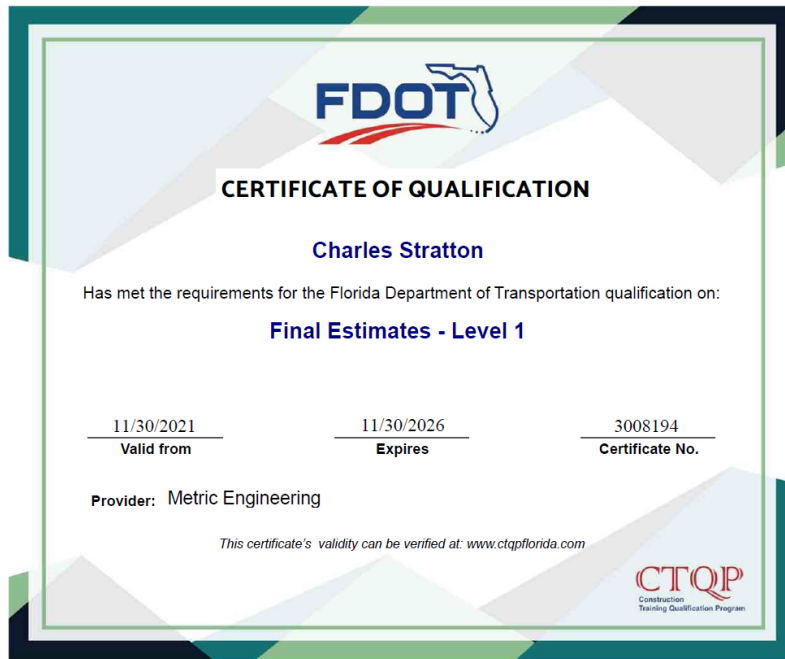 FDOT
CERTIFICATE OF QUALIFICATION
Charles Stratton
Has met the requirements for the Florida Department of Transportation qualification on:
Final Estimates - Level 1
11/30/2021 11/30/2026 3008194
Valid from Expires Certificate No.
Provider: Metric Engineering
This certificate's validity can be verified at: www.ctqpflorida.com
CTQP
Construction
Training Qualification Program